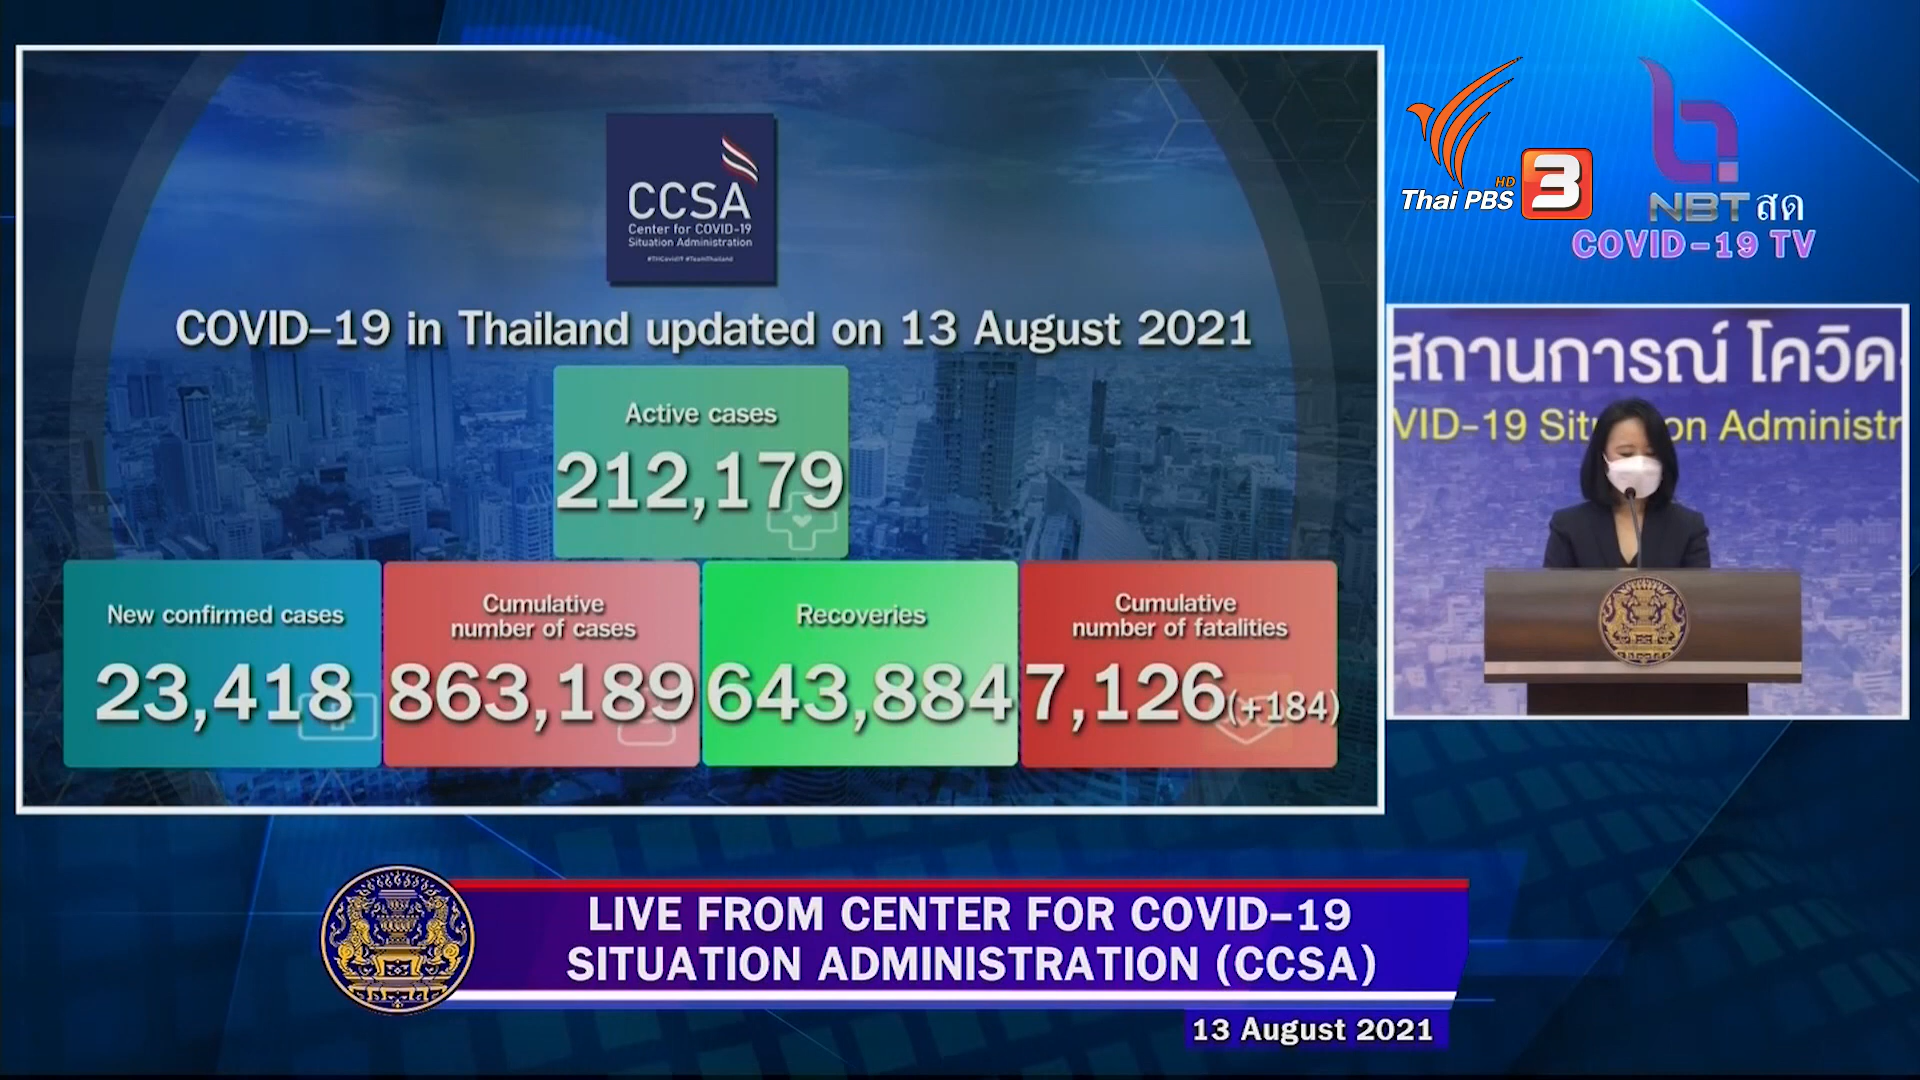 CCSA
Center for COVID-19
Situation Administration
#THCovid19 #TeamThailand
COVID-19 in Thailand updated on 13 August 2021
Active cases
212,179
New confirmed cases
23,418
Cumulative
number of cases
863,189
Recoveries
643,884
Cumulative
number of fatalities
7,126(+184)
Thai PBS HD 3
NBT สด
COVID-19 TV
สถานการณ์ โควิด-
VID-19 Situ on Administr
LIVE FROM CENTER FOR COVID-19
SITUATION ADMINISTRATION (CCSA)
13 August 2021